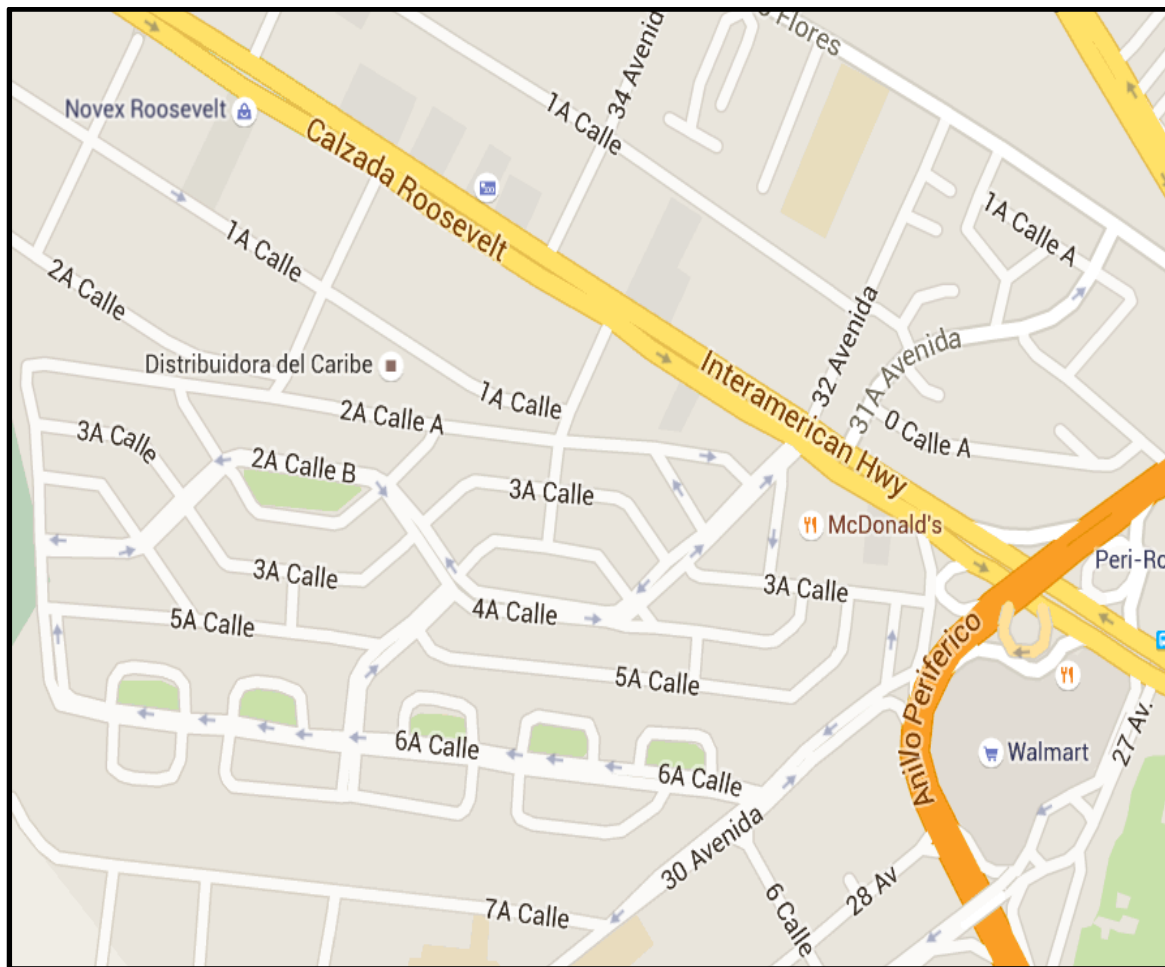 Flores
34 Avenid
Novex Roosevelt
1A Calle
Calzada Roosevelt
1A Calle A
1A Calle
2A Calle
32 Avenida
31A Avenida
Distribuidora del Caribe
Interamerican Hwy
1A Calle
2A Calle A
0 Calle A
3A Calle
2A Calle B
3A Calle
McDonald's
Peri-Ro
3A Calle
3A Calle
4A Calle
5A Calle
5A Calle
Anillo Periferico
27 Av.
6A Calle
Walmart
6A Calle
30 Avenida
28 Av
7A Calle
6 Calle